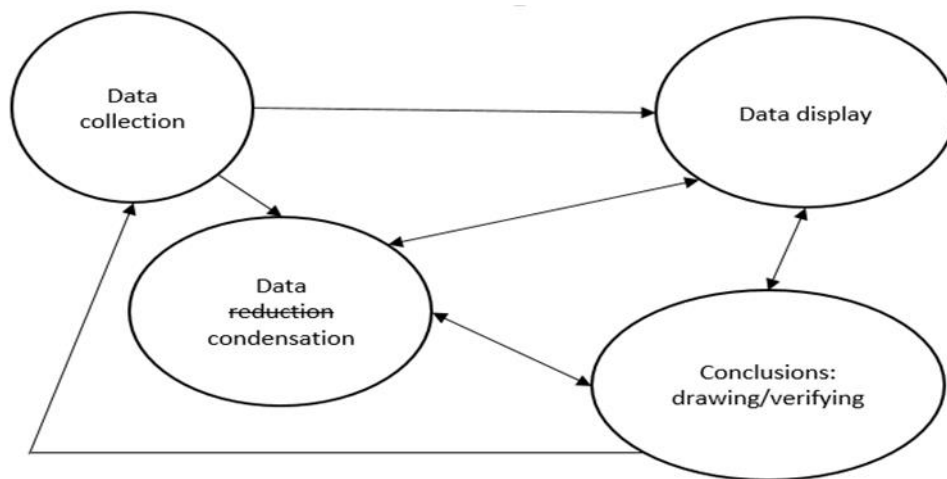 Data
collection
Data display
Data
reduction
condensation
Conclusions:
drawing/verifying